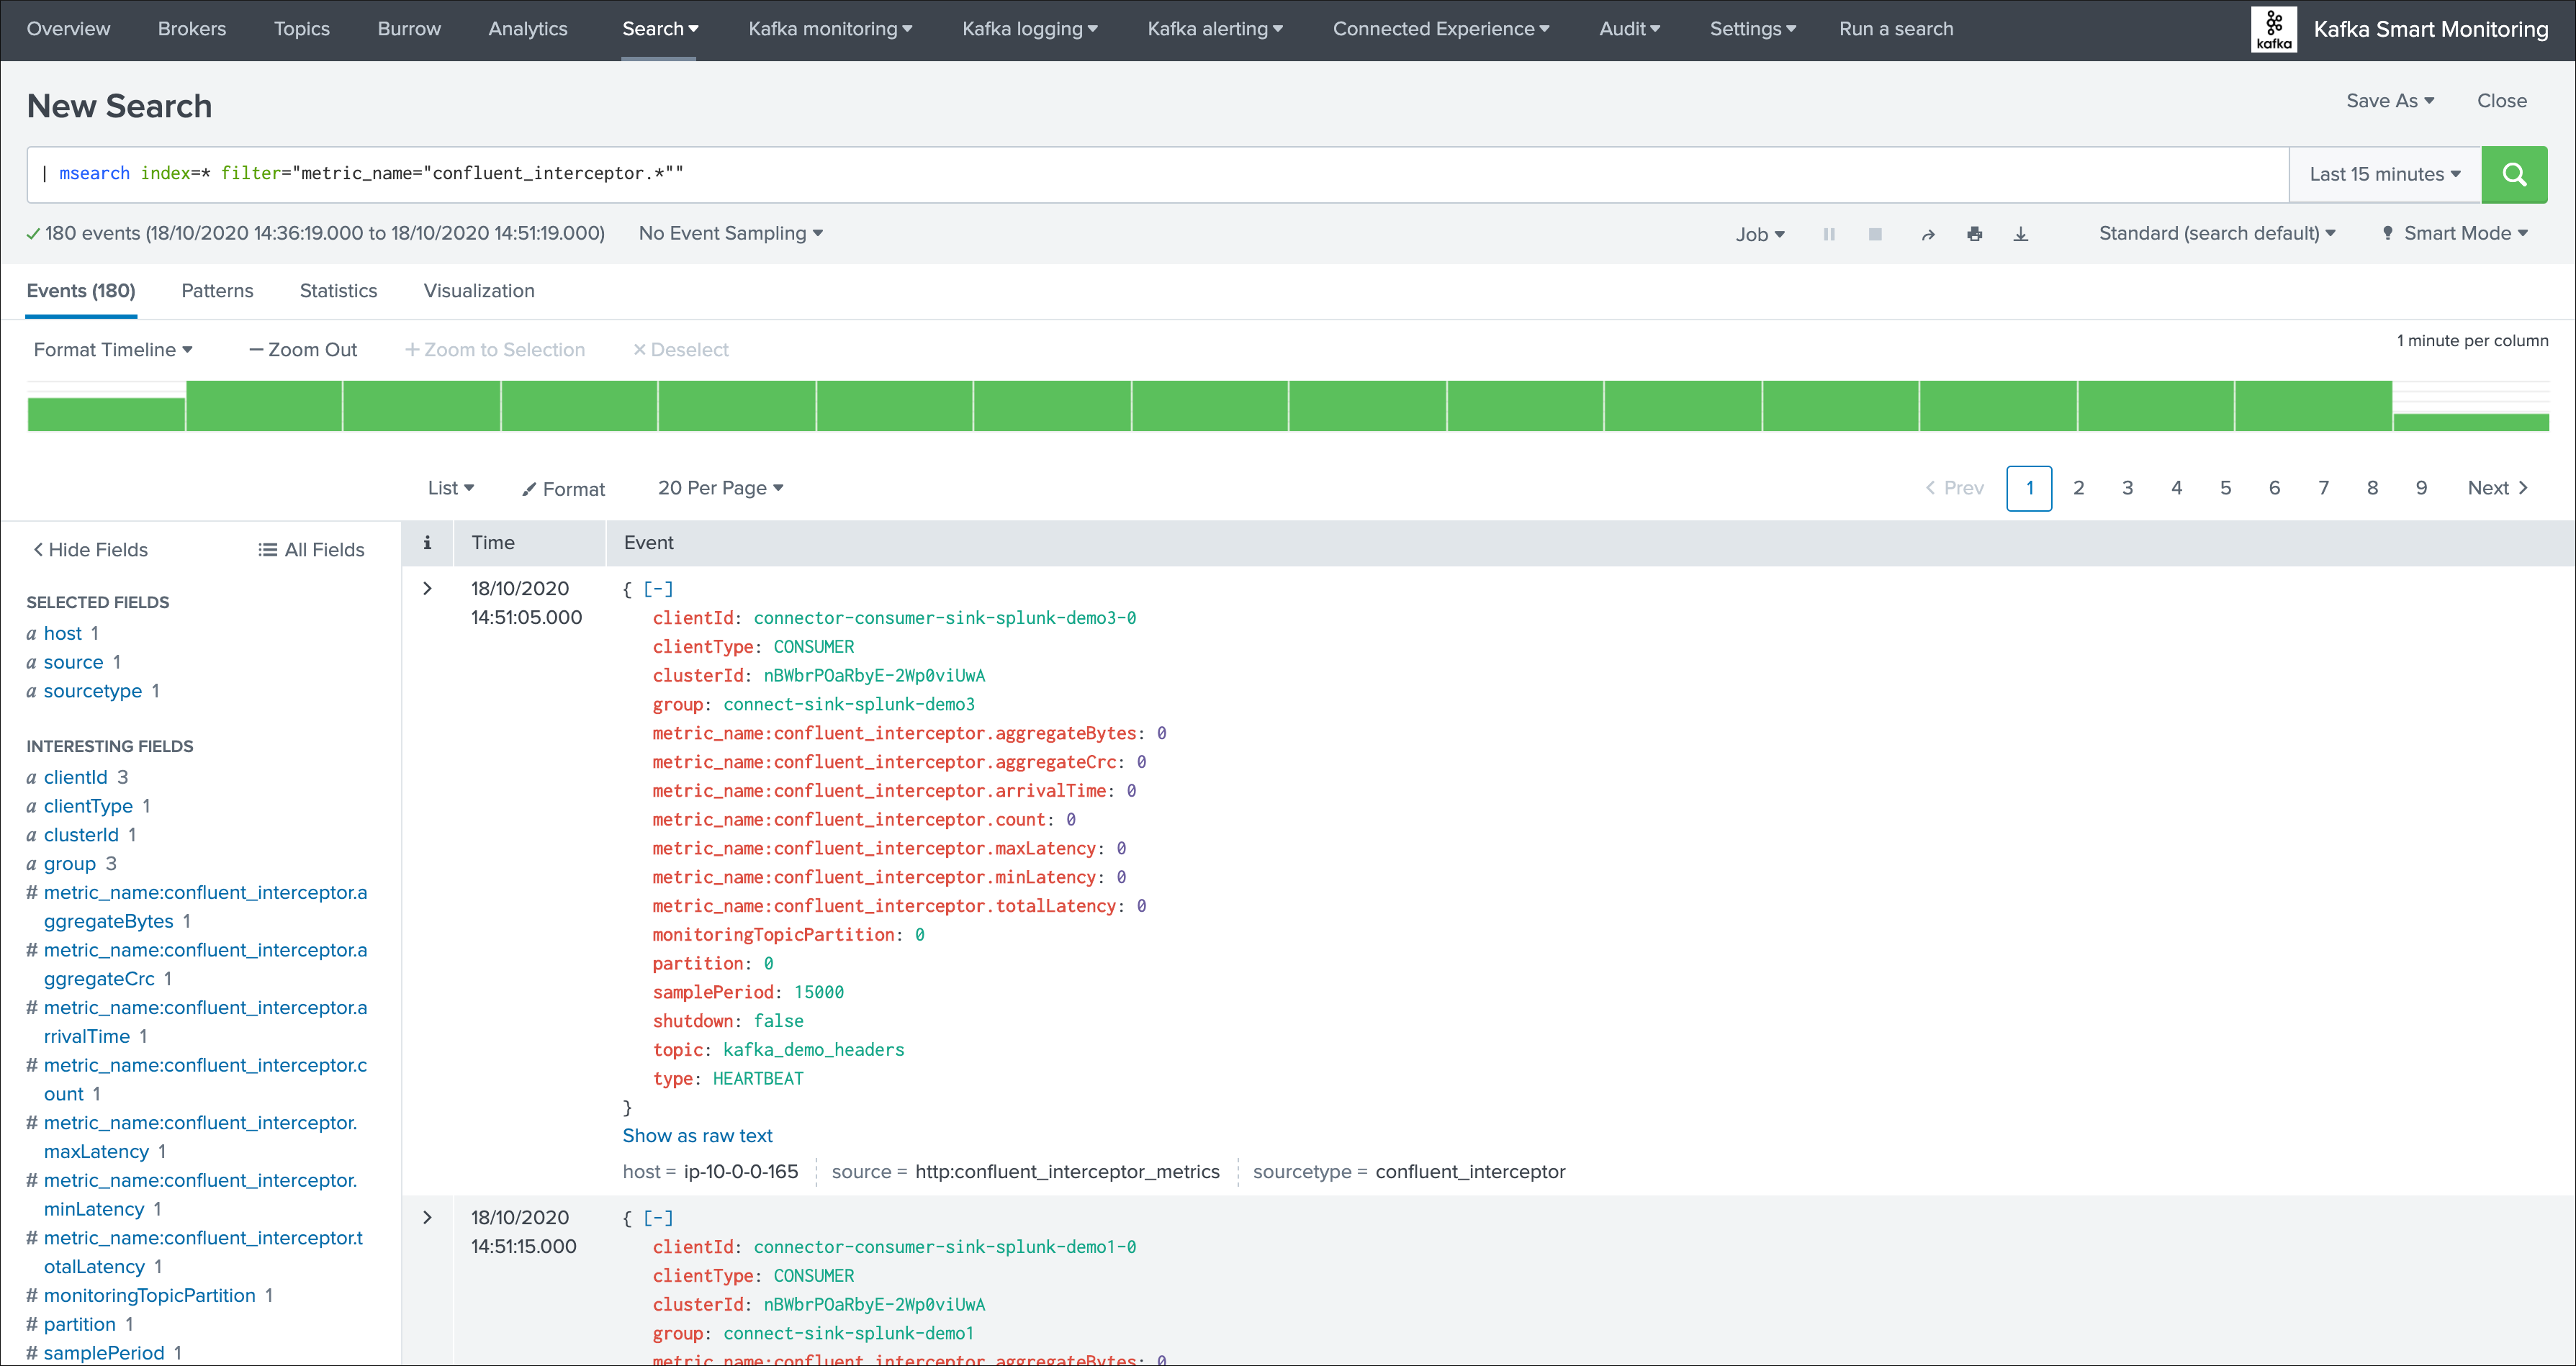 Overview Brokers Topics Burrow Analytics Search Kafka monitoring Kafka logging Kafka alerting Connected Experience Audit Settings Run a search kafka Kafka Smart Monitoring
New Search Save As Close
| msearch index=* filter="metric_name="confluent_interceptor.*"" Last 15 minutes
180 events (18/10/2020 14:36:19.000 to 18/10/2020 14:51:19.000) No Event Sampling Job Standard (search default) Smart Mode
Events (180) Patterns Statistics Visualization
Format Timeline — Zoom Out + Zoom to Selection × Deselect 1 minute per column
List Format 20 Per Page < Prev 1 2 3 4 5 6 7 8 9 Next >
< Hide Fields All Fields
SELECTED FIELDS
a host 1
a source 1
a sourcetype 1
INTERESTING FIELDS
a clientId 3
a clientType 1
a clusterId 1
a group 3
# metric_name:confluent_interceptor.a
ggregateBytes 1
# metric_name:confluent_interceptor.a
ggregateCrc 1
# metric_name:confluent_interceptor.a
rrivalTime 1
# metric_name:confluent_interceptor.c
ount 1
# metric_name:confluent_interceptor.
maxLatency 1
# metric_name:confluent_interceptor.
minLatency 1
# metric_name:confluent_interceptor.t
otalLatency 1
# monitoringTopicPartition 1
# partition 1
# samplePeriod 1
i Time Event
> 18/10/2020
14:51:05.000
{ [-]
clientId: connector-consumer-sink-splunk-demo3-0
clientType: CONSUMER
clusterId: nBWbrPOaRbyE-2Wp0viUwA
group: connect-sink-splunk-demo3
metric_name:confluent_interceptor.aggregateBytes: 0
metric_name:confluent_interceptor.aggregateCrc: 0
metric_name:confluent_interceptor.arrivalTime: 0
metric_name:confluent_interceptor.count: 0
metric_name:confluent_interceptor.maxLatency: 0
metric_name:confluent_interceptor.minLatency: 0
metric_name:confluent_interceptor.totalLatency: 0
monitoringTopicPartition: 0
partition: 0
samplePeriod: 15000
shutdown: false
topic: kafka_demo_headers
type: HEARTBEAT
}
Show as raw text
host = ip-10-0-0-165 source = http:confluent_interceptor_metrics sourcetype = confluent_interceptor
> 18/10/2020
14:51:15.000
{ [-]
clientId: connector-consumer-sink-splunk-demo1-0
clientType: CONSUMER
clusterId: nBWbrPOaRbyE-2Wp0viUwA
group: connect-sink-splunk-demo1
metric_name:confluent_interceptor.aggregateBytes: 0